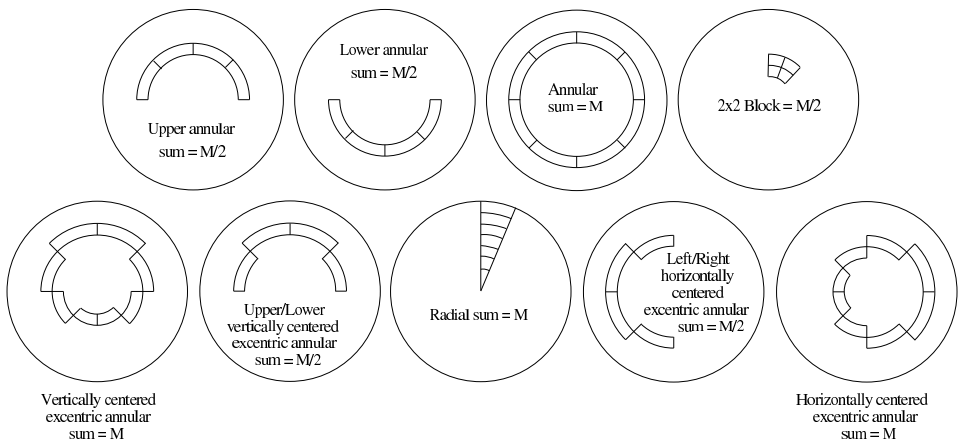 Upper annular
sum = M/2
Lower annular
sum = M/2
Annular
sum = M
2x2 Block = M/2
Vertically centered
excentric annular
sum = M
Upper/Lower
vertically centered
excentric annular
sum = M/2
Radial sum = M
Left/Right
horizontally
centered
excentric annular
sum = M/2
Horizontally centered
excentric annular
sum = M